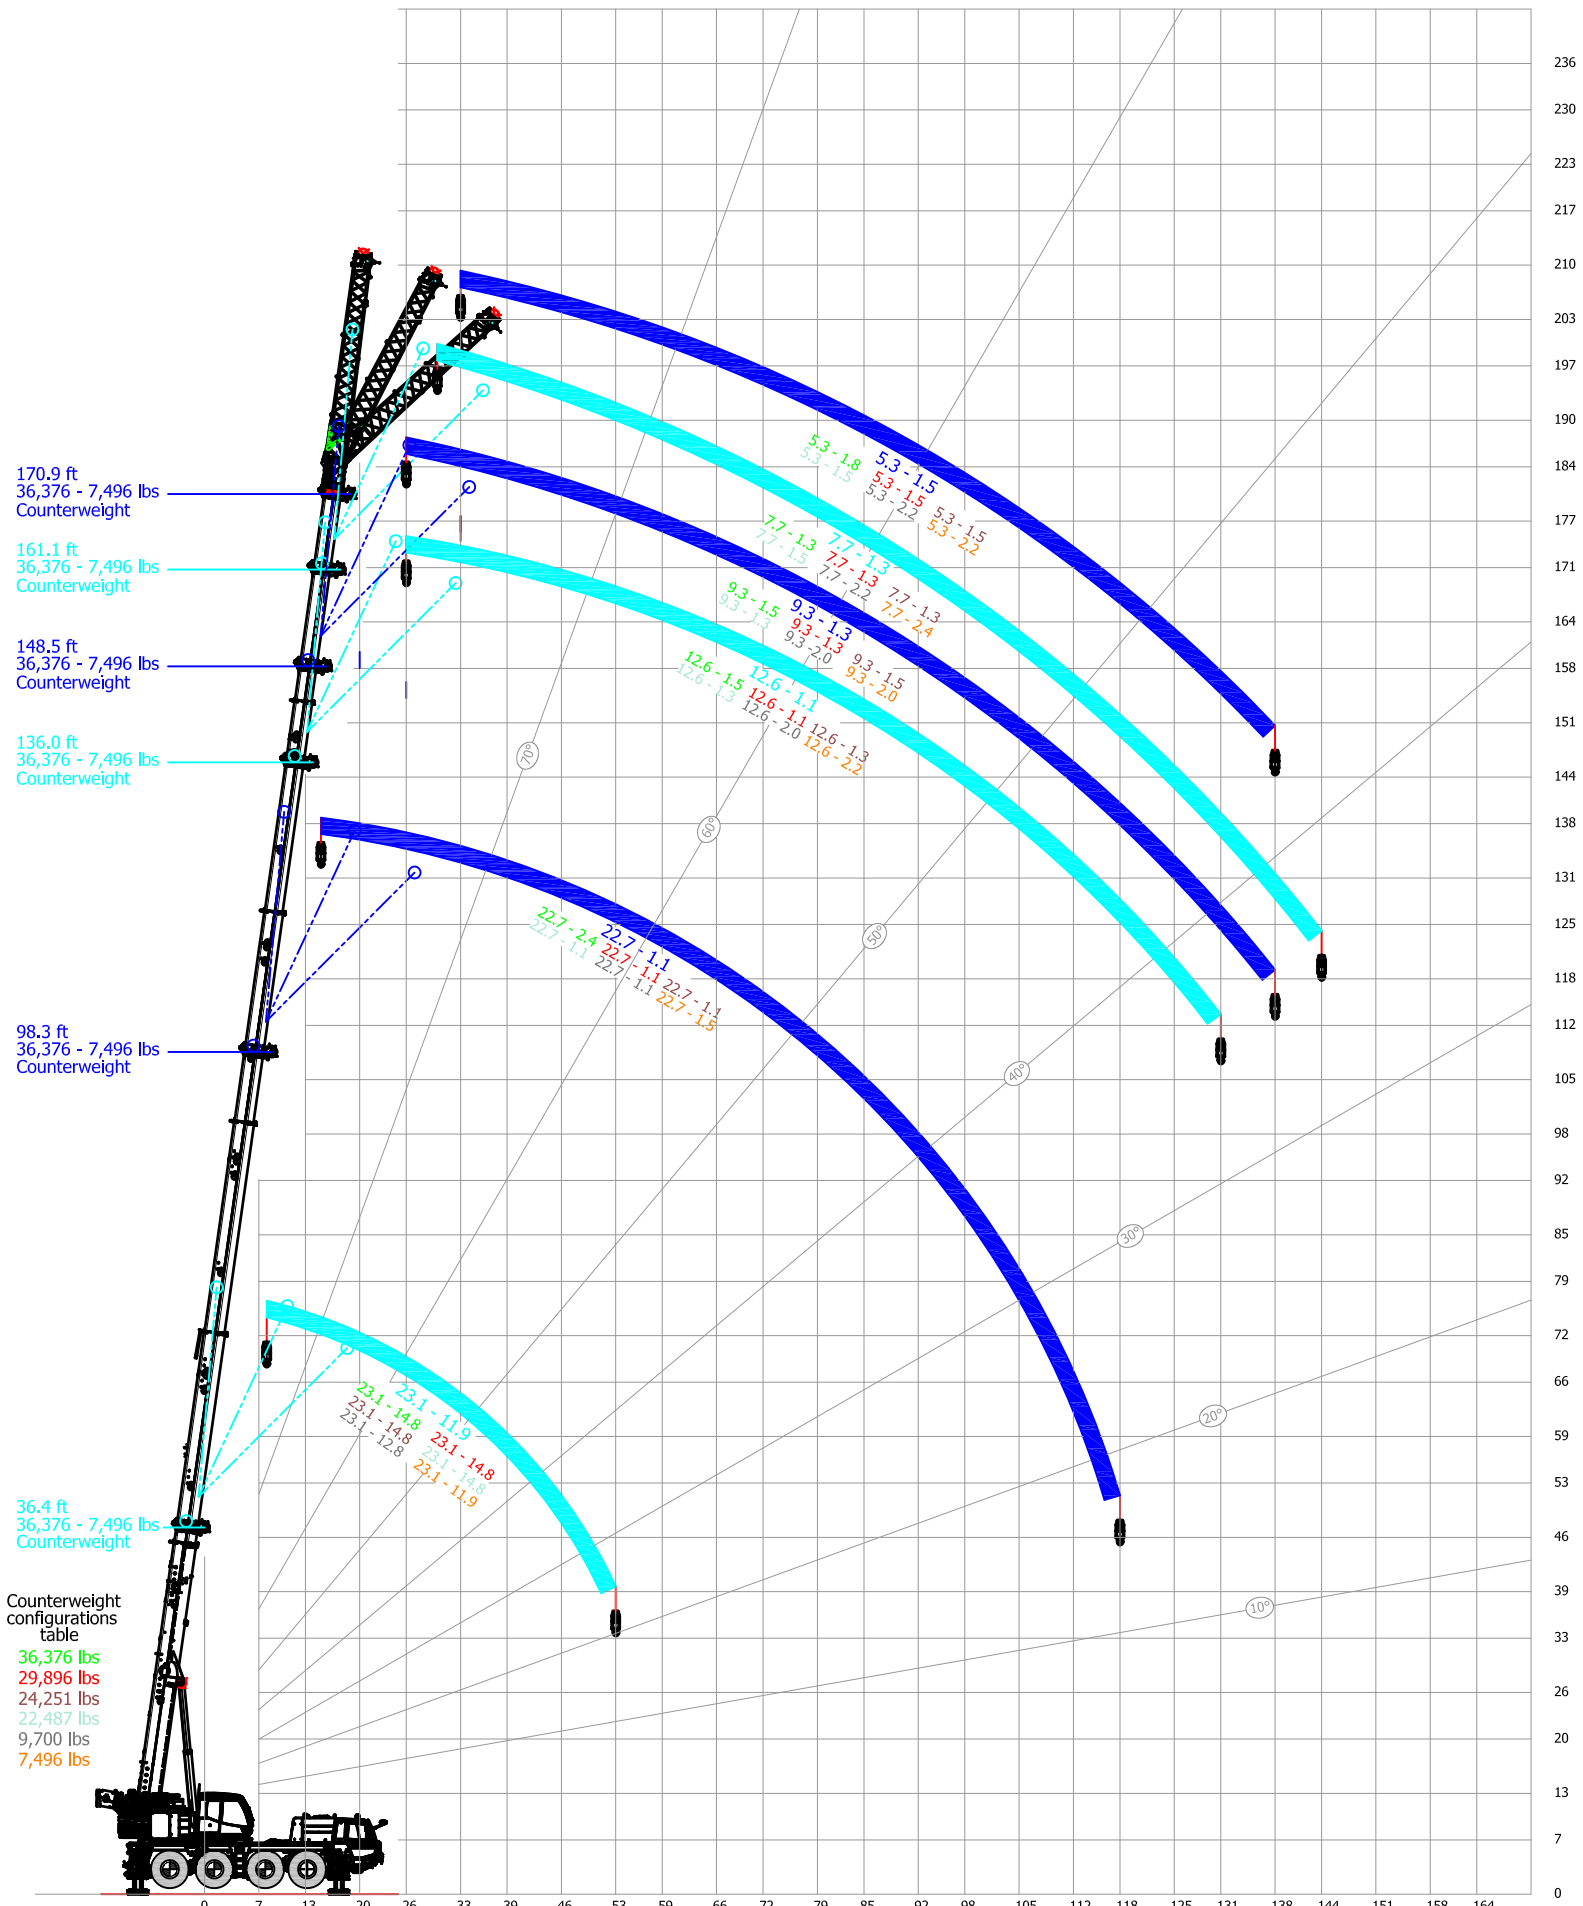 236
230
223
217
210
203
197
190
184
177
171
164
158
151
144
138
131
125
118
112
105
98
92
85
79
72
66
59
53
46
39
33
26
20
13
7
0
170.9 ft
36,376 - 7,496 lbs
Counterweight
161.1 ft
36,376 - 7,496 lbs
Counterweight
148.5 ft
36,376 - 7,496 lbs
Counterweight
136.0 ft
36,376 - 7,496 lbs
Counterweight
98.3 ft
36,376 - 7,496 lbs
Counterweight
36.4 ft
36,376 - 7,496 lbs
Counterweight
5.3 - 1.8
5.3 - 1.5
5.3 - 1.5
5.3 - 1.5
5.3 - 2.2
5.3 - 1.5
5.3 - 2.2
7.7 - 1.3
7.7 - 1.5
7.7 - 1.3
7.7 - 1.3
7.7 - 2.2
7.7 - 1.3
7.7 - 2.4
9.3 - 1.5
9.3 - 1.3
9.3 - 1.3
9.3 - 1.3
9.3 - 2.0
9.3 - 1.5
9.3 - 2.0
12.6 - 1.5
12.6 - 1.3
12.6 - 1.1
12.6 - 1.1
12.6 - 2.0
12.6 - 1.3
12.6 - 2.2
22.7 - 2.4
22.7 - 1.1
22.7 - 1.1
22.7 - 1.1
22.7 - 1.1
22.7 - 1.1
22.7 - 1.5
23.1 - 14.8
23.1 - 14.8
23.1 - 12.8
23.1 - 11.9
23.1 - 14.8
23.1 - 14.8
23.1 - 11.9
70°
60°
50°
40°
30°
20°
10°
Counterweight
configurations
table
36,376 lbs
29,896 lbs
24,251 lbs
22,487 lbs
9,700 lbs
7,496 lbs
0 7 13 20 26 33 39 46 53 59 66 72 79 85 92 98 105 112 118 125 131 138 144 151 158 164